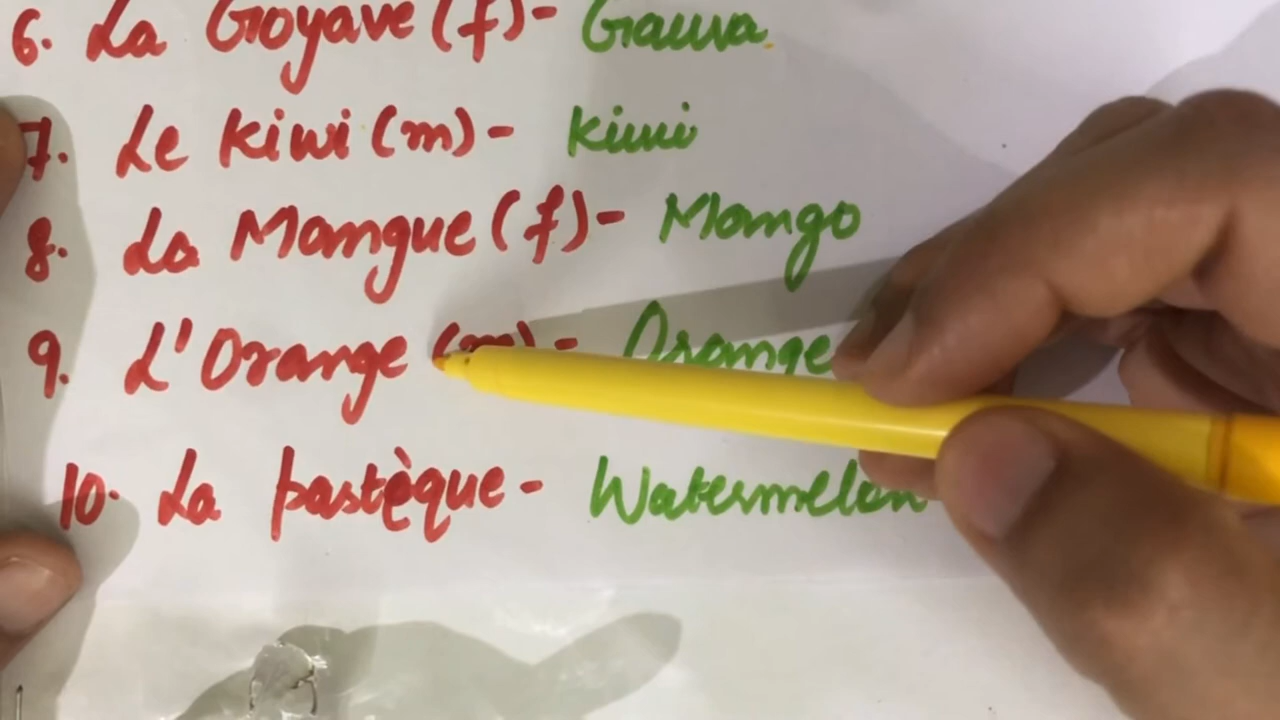 6. La Goyave (f)- Gauva
7. Le Kiwi (m)- Kiwi
8. La Mangue (f)- Mango
9. L'Orange (m)- Orange
10. La pastèque- Watermelon